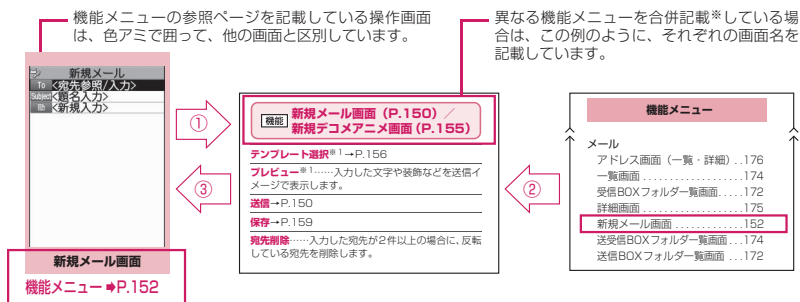 機能メニューの参照ページを記載している操作画面
は、色アミで囲って、他の画面と区別しています。
異なる機能メニューを合併記載※している場
合は、この例のように、それぞれの画面名を
記載しています。
新規メール
To <宛先参照/入力>
Subject <題名入力>
<新規入力>
新規メール画面
機能メニュー➡P.152
①
③
機能 新規メール画面（P.150）／
新規デコメアニメ画面（P.155）
テンプレート選択※1→P.156
プレビュー※1……入力した文字や装飾などを送信イ
メージで表示します。
送信→P.150
保存→P.159
宛先削除……入力した宛先が2件以上の場合に、反転
している宛先を削除します。
②
機能メニュー
メール
アドレス画面（一覧・詳細）..176
一覧画面..................174
受信BOXフォルダ一覧画面.....172
詳細画面..................175
新規メール画面.............152
送受信BOXフォルダ一覧画面...174
送信BOXフォルダ一覧画面....172